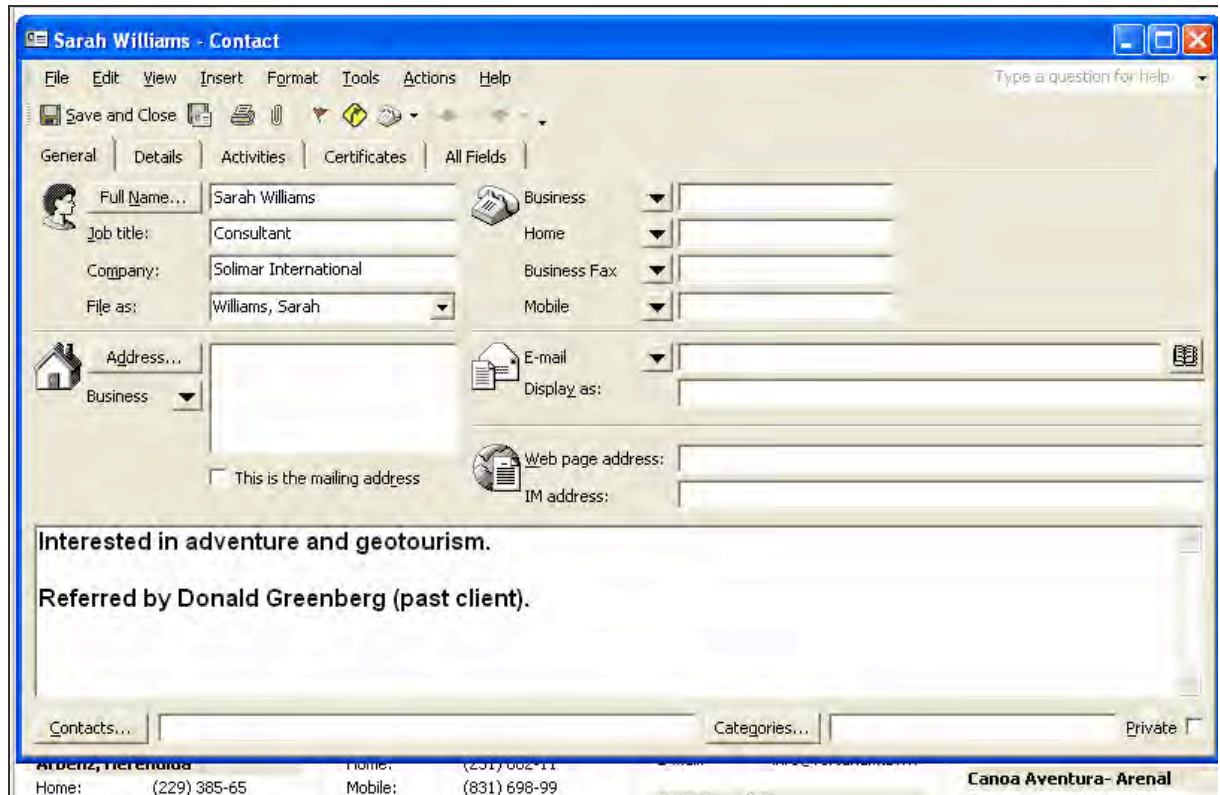 Sarah Williams - Contact
File Edit View Insert Format Tools Actions Help Type a question for help
Save and Close
General Details Activities Certificates All Fields
Full Name... Sarah Williams Business
Job title: Consultant Home
Company: Solimar International Business Fax
File as: Williams, Sarah Mobile
Address... E-mail
Business Display as:
Web page address:
This is the mailing address
IM address:
Interested in adventure and geotourism.
Referred by Donald Greenberg (past client).
Contacts... Categories... Private
Home: (229) 385-65 Mobile: (831) 698-99 Canoa Aventura- Arenal